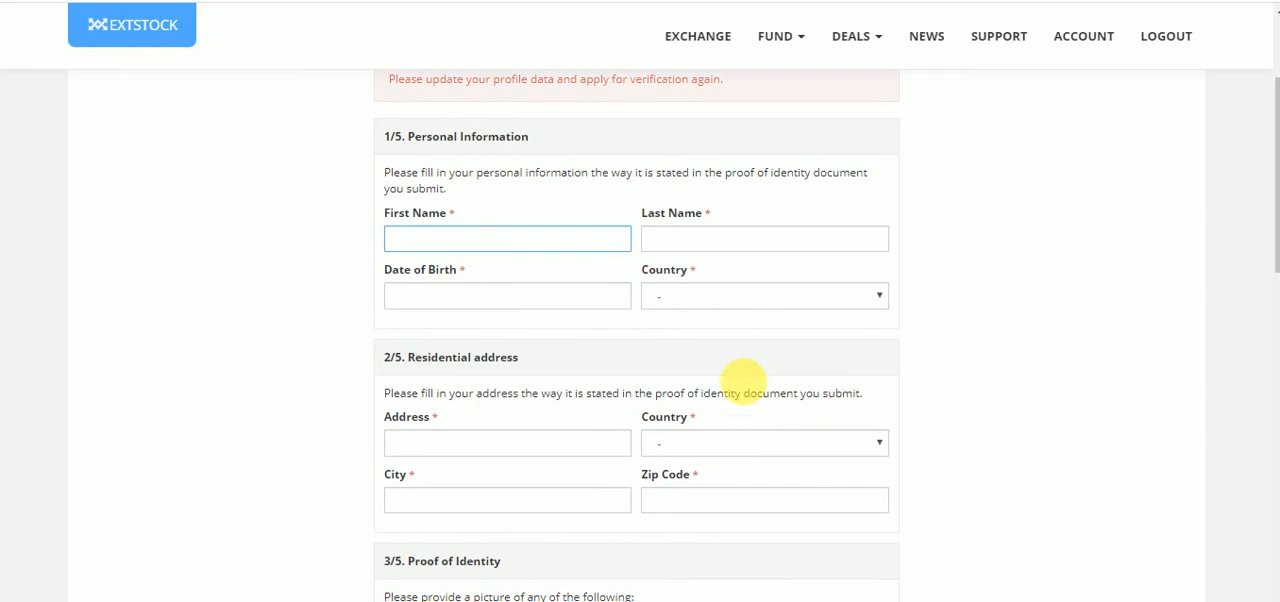 EXTSTOCK
EXCHANGE FUND DEALS NEWS SUPPORT ACCOUNT LOGOUT
Please update your profile data and apply for verification again.
1/5. Personal Information
Please fill in your personal information the way it is stated in the proof of identity document
you submit.
First Name * Last Name *
Date of Birth * Country *
-
2/5. Residential address
Please fill in your address the way it is stated in the proof of identity document you submit.
Address * Country *
-
City * Zip Code *
3/5. Proof of Identity
Please provide a picture of any of the following: